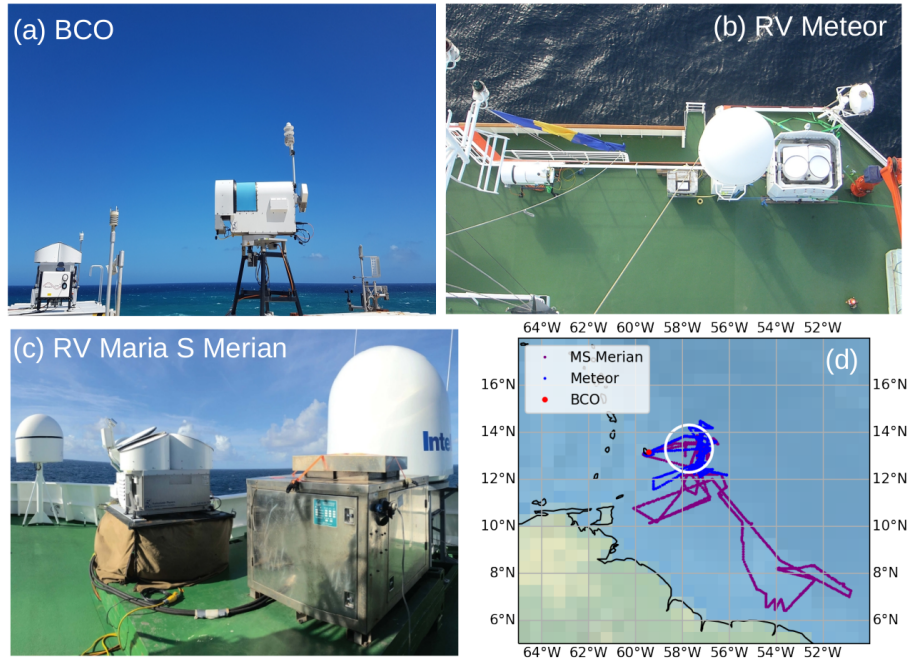 (a) BCO
(b) RV Meteor
(c) RV Maria S Merian
Intel
64°W 62°W 60°W 58°W 56°W 54°W 52°W
(d)
MS Merian
Meteor
BCO
16°N 16°N
14°N 14°N
12°N 12°N
10°N 10°N
8°N 8°N
6°N 6°N
64°W 62°W 60°W 58°W 56°W 54°W 52°W